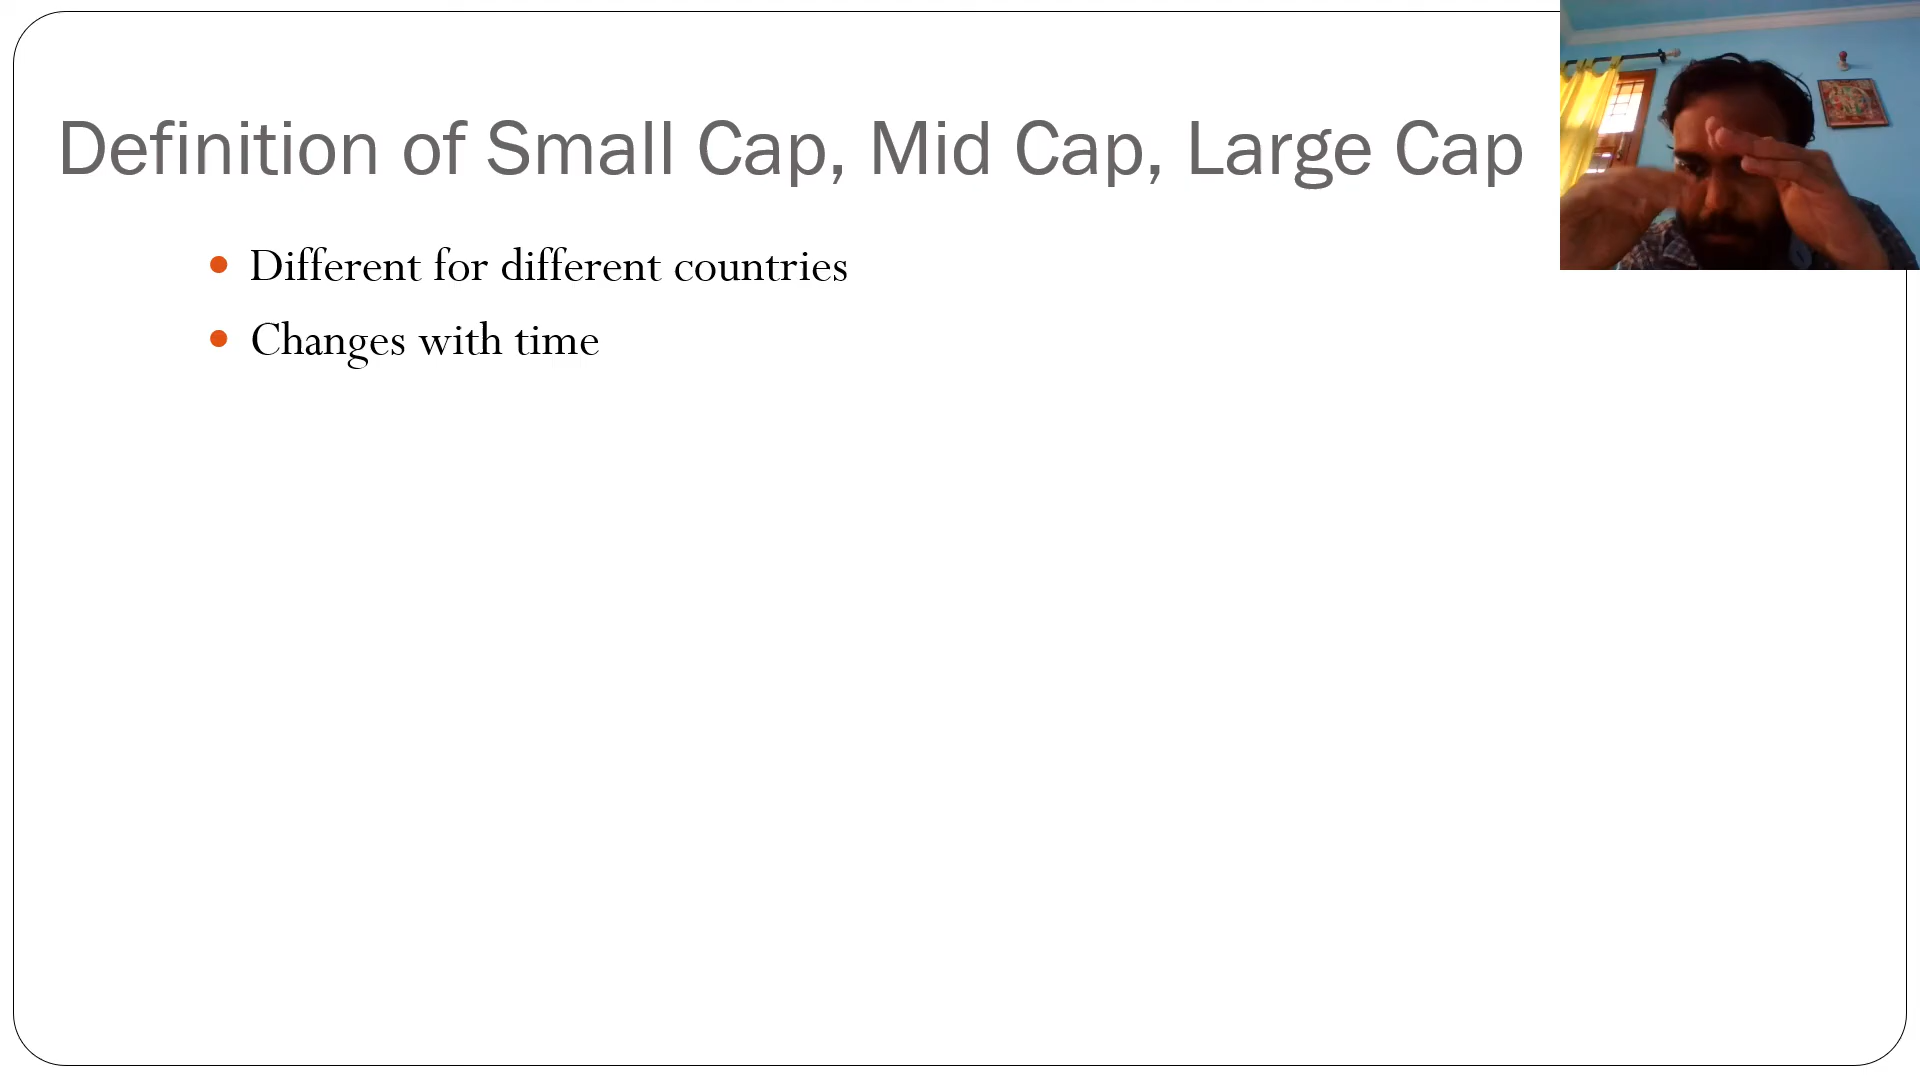 Definition of Small Cap, Mid Cap, Large Cap
Different for different countries
Changes with time